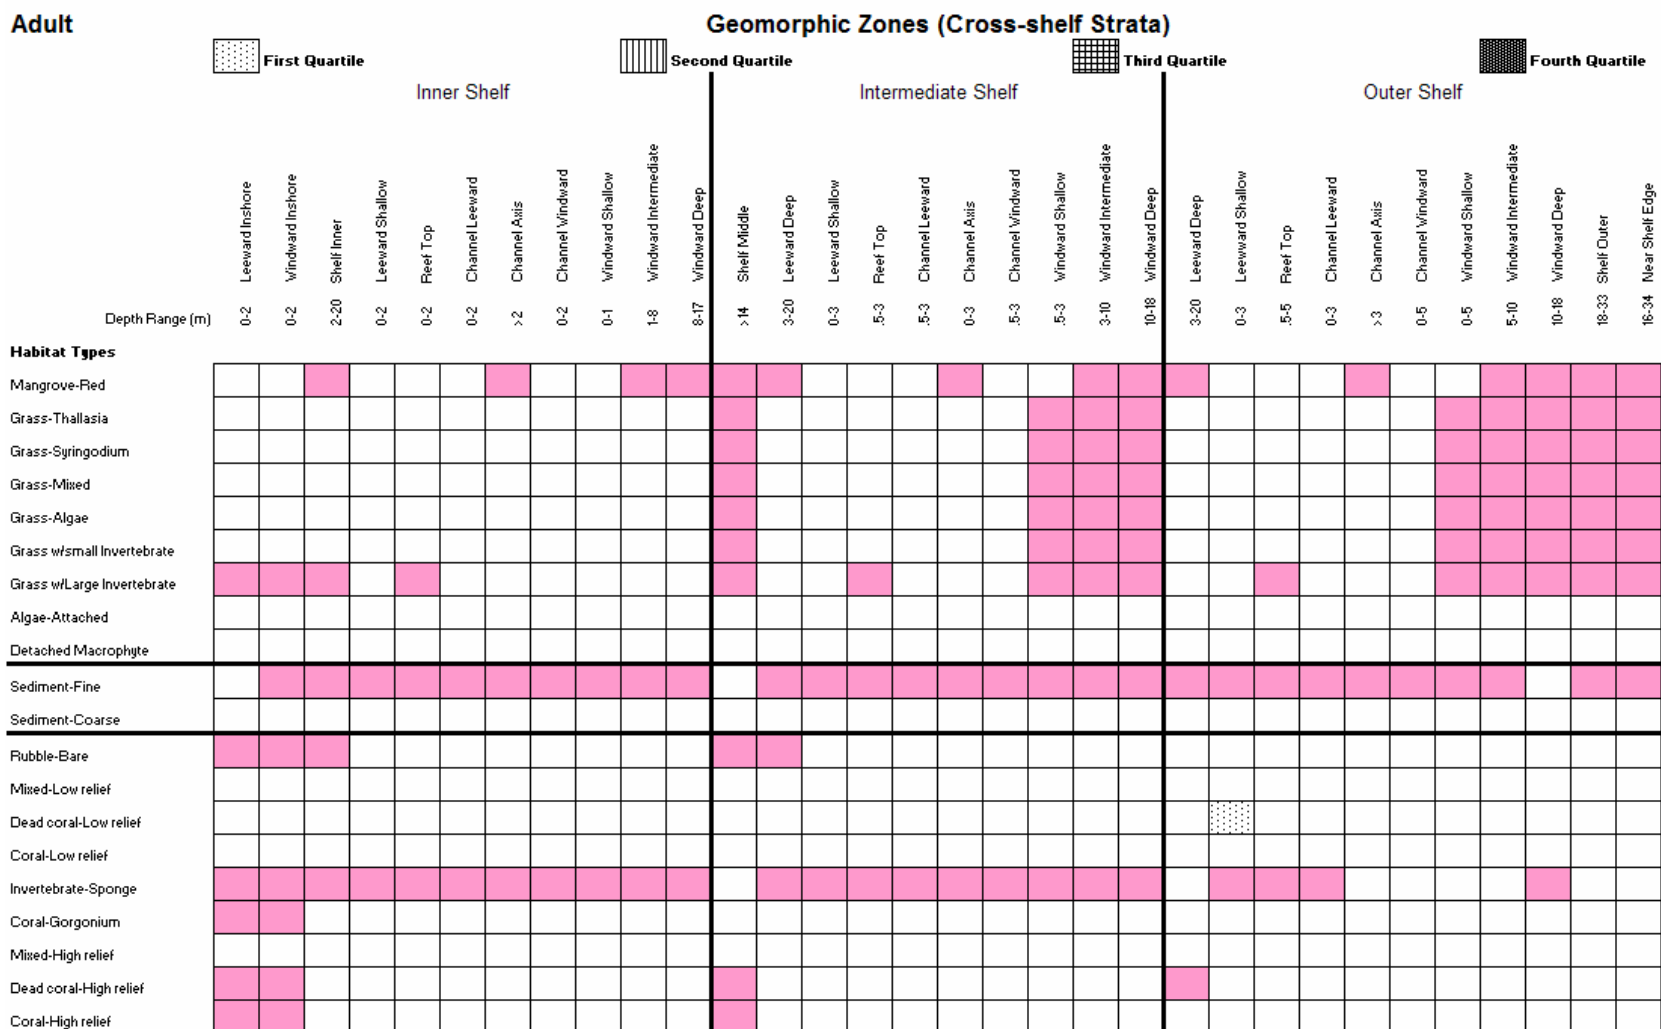 Adult
Geomorphic Zones (Cross-shelf Strata)
First Quartile
Second Quartile
Third Quartile
Fourth Quartile
Inner Shelf
Intermediate Shelf
Outer Shelf
Leeward Inshore
Windward Inshore
Shelf Inner
Leeward Shallow
Reef Top
Channel Leeward
Channel Axis
Channel Windward
Windward Shallow
Windward Intermediate
Windward Deep
Shelf Middle
Leeward Deep
Leeward Shallow
Reef Top
Channel Leeward
Channel Axis
Channel Windward
Windward Shallow
Windward Intermediate
Windward Deep
Leeward Deep
Leeward Shallow
Reef Top
Channel Leeward
Channel Axis
Channel Windward
Windward Shallow
Windward Intermediate
Windward Deep
Shelf Outer
Near Shelf Edge
Depth Range (m) 0-2 0-2 2-20 0-2 0-2 0-2 >2 0-2 0-1 1-8 8-17 >14 3-20 0-3 .5-3 .5-3 0-3 .5-3 .5-3 3-10 10-18 3-20 0-3 .5-5 0-3 >3 0-5 0-5 5-10 10-18 18-33 16-34
Habitat Types
Mangrove-Red
Grass-Thallasia
Grass-Syringodium
Grass-Mixed
Grass-Algae
Grass w/small Invertebrate
Grass w/Large Invertebrate
Algae-Attached
Detached Macrophyte
Sediment-Fine
Sediment-Coarse
Rubble-Bare
Mixed-Low relief
Dead coral-Low relief
Coral-Low relief
Invertebrate-Sponge
Coral-Gorgonium
Mixed-High relief
Dead coral-High relief
Coral-High relief